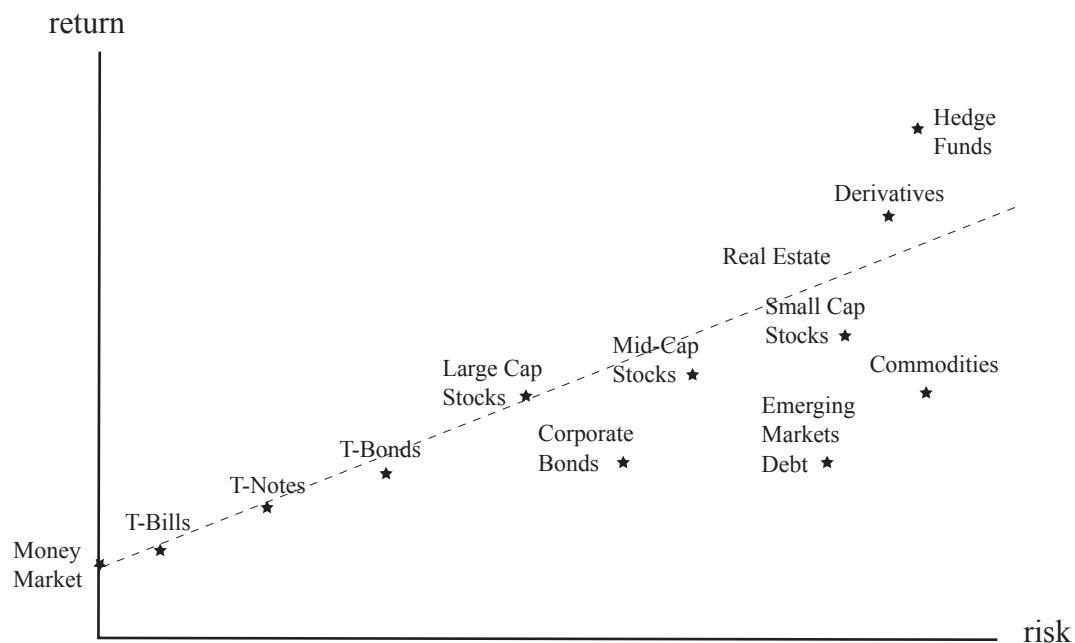 return
Hedge
Funds
Derivatives
Real Estate
Small Cap
Stocks
Mid-Cap
Stocks
Large Cap
Stocks
Commodities
Emerging
Markets
Debt
Corporate
Bonds
T-Bonds
T-Notes
T-Bills
Money
Market
risk